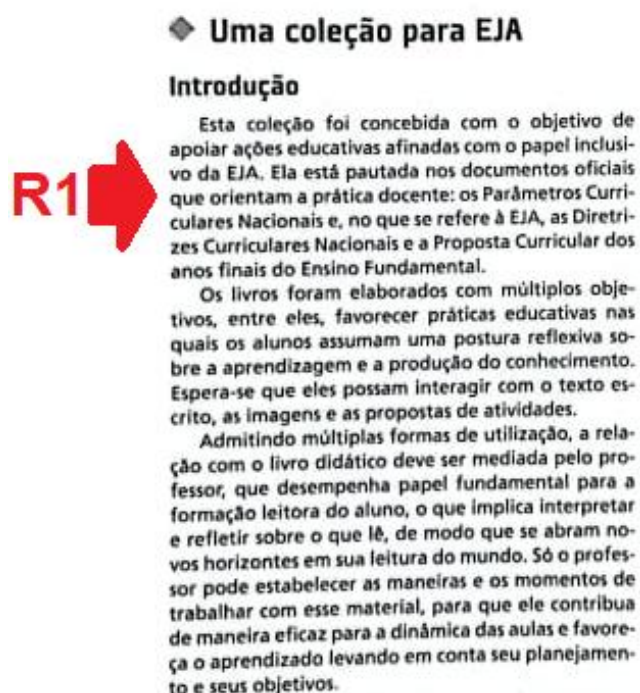 Uma coleção para EJA
Introdução
Esta coleção foi concebida com o objetivo de
apoiar ações educativas afinadas com o papel inclusi-
vo da EJA. Ela está pautada nos documentos oficiais
R1
que orientam a prática docente: os Parâmetros Curri-
culares Nacionais e, no que se refere à EJA, as Diretri-
zes Curriculares Nacionais e a Proposta Curricular dos
anos finais do Ensino Fundamental.
Os livros foram elaborados com múltiplos obje-
tivos, entre eles, favorecer práticas educativas nas
quais os alunos assumam uma postura reflexiva so-
bre a aprendizagem e a produção do conhecimento.
Espera-se que eles possam interagir com o texto es-
crito, as imagens e as propostas de atividades.
Admitindo múltiplas formas de utilização, a rela-
ção com o livro didático deve ser mediada pelo pro-
fessor, que desempenha papel fundamental para a
formação leitora do aluno, o que implica interpretar
e refletir sobre o que lê, de modo que se abram no-
vos horizontes em sua leitura do mundo. Só o profes-
sor pode estabelecer as maneiras e os momentos de
trabalhar com esse material, para que ele contribua
de maneira eficaz para a dinâmica das aulas e favore-
ça o aprendizado levando em conta seu planejamen-
to e seus objetivos.